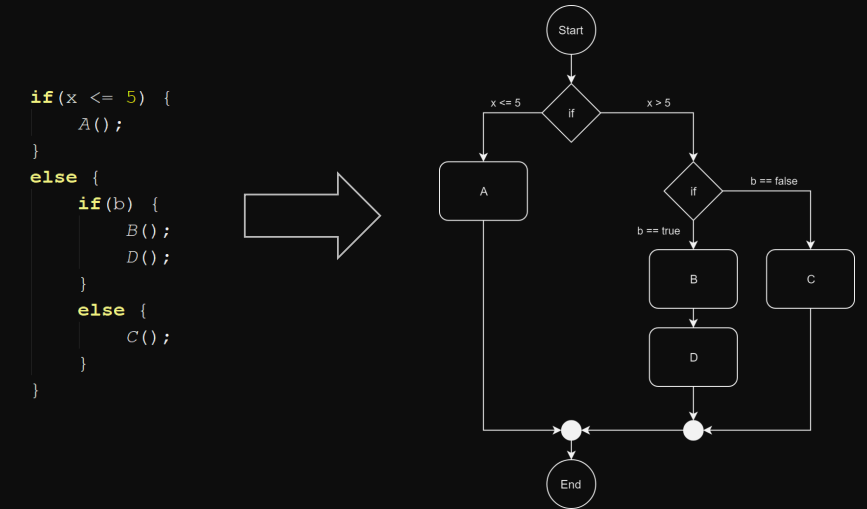 if(x <= 5) {
A();
}
else {
if(b) {
B();
D();
}
else {
C();
}
}
Start
if
x <= 5
x > 5
A
if
b == false
b == true
B
C
D
End